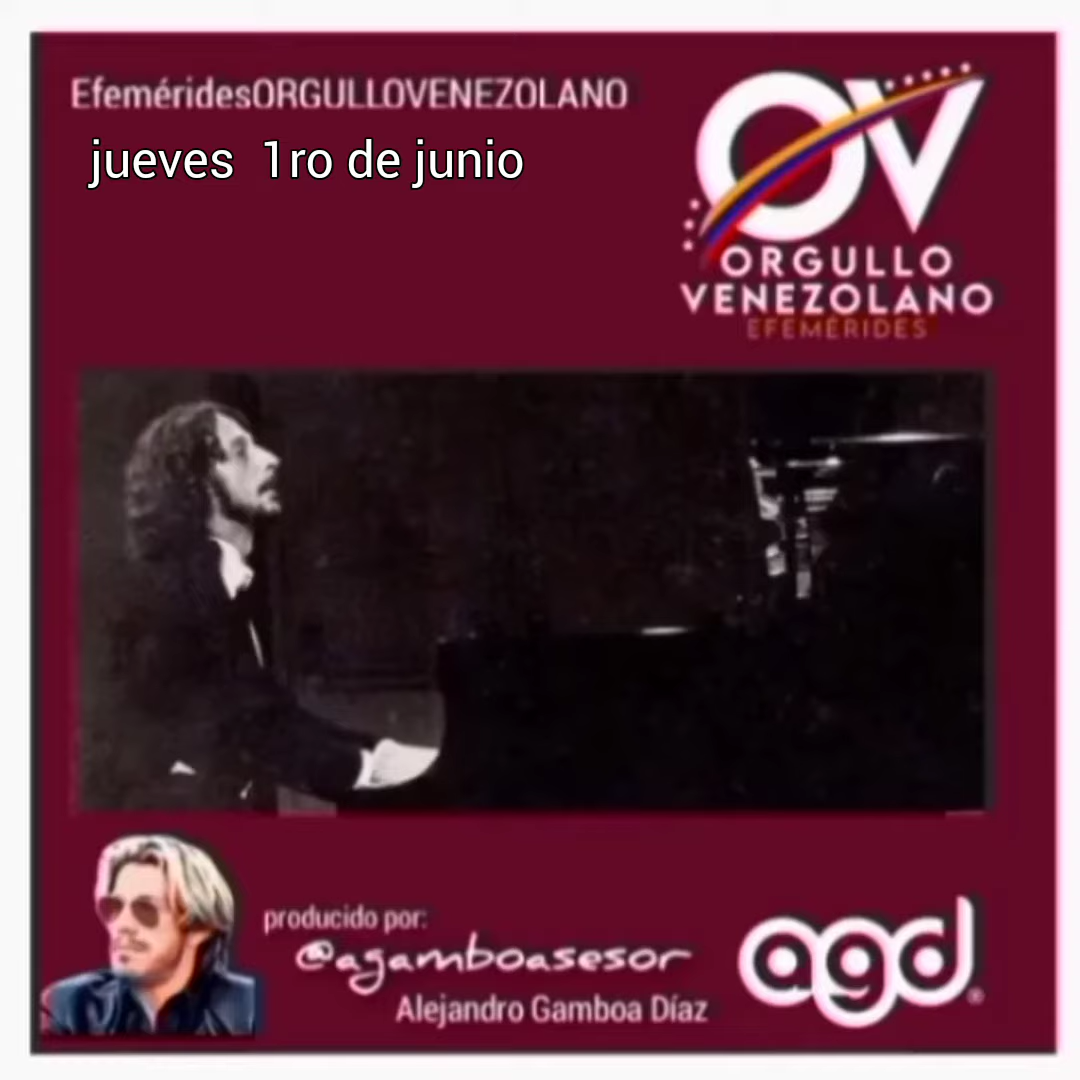 EfeméridesORGULLOVENEZOLANO
jueves 1ro de junio
OV
ORGULLO
VENEZOLANO
EFEMÉRIDES
producido por:
@agamboasesor
Alejandro Gamboa Díaz
agd®